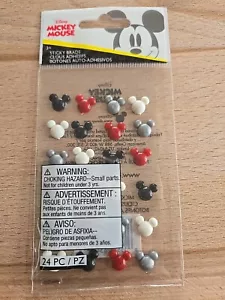 Disney
MICKEY
MOUSE
3+
STICKY BRADS
CLOUS ADHÉSIFS
BOTONES AUTO-ADHESIVOS
WARNING:
CHOKING HAZARD—Small parts.
Not for children under 3 yrs.
ADVERTISSEMENT:
RISQUE D'ÉTOUFFEMENT—
Petites pièces. Ne convient pas
aux enfants de moins de 3 ans.
AVISO:
PELIGRO DE ASFIXIA—
Contiene piezas pequeñas.
No apto para menores de 3 años.
24 PC / PZ